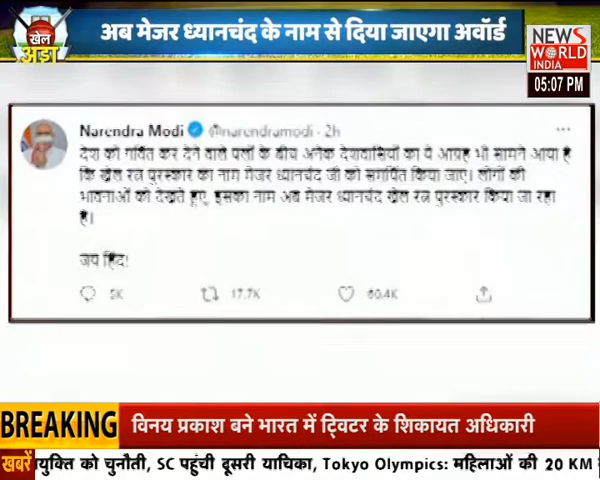 खेल
अड्डा
अब मेजर ध्यानचंद के नाम से दिया जाएगा अवॉर्ड
NEWS
WORLD
INDIA
05:07 PM
Narendra Modi @narendramodi · 2h
देश को गर्वित कर देने वाले पलों के बीच अनेक देशवासियों का ये आग्रह भी सामने आया है
कि खेल रत्न पुरस्कार का नाम मेजर ध्यानचंद जी को समर्पित किया जाए। लोगों की
भावनाओं को देखते हुए, इसका नाम अब मेजर ध्यानचंद खेल रत्न पुरस्कार किया जा रहा
है।
जय हिंद!
5K 17.7K 60.4K
BREAKING विनय प्रकाश बने भारत में ट्विटर के शिकायत अधिकारी
खबरें युक्ति को चुनौती, SC पहुंची दूसरी याचिका, Tokyo Olympics: महिलाओं की 20 KM